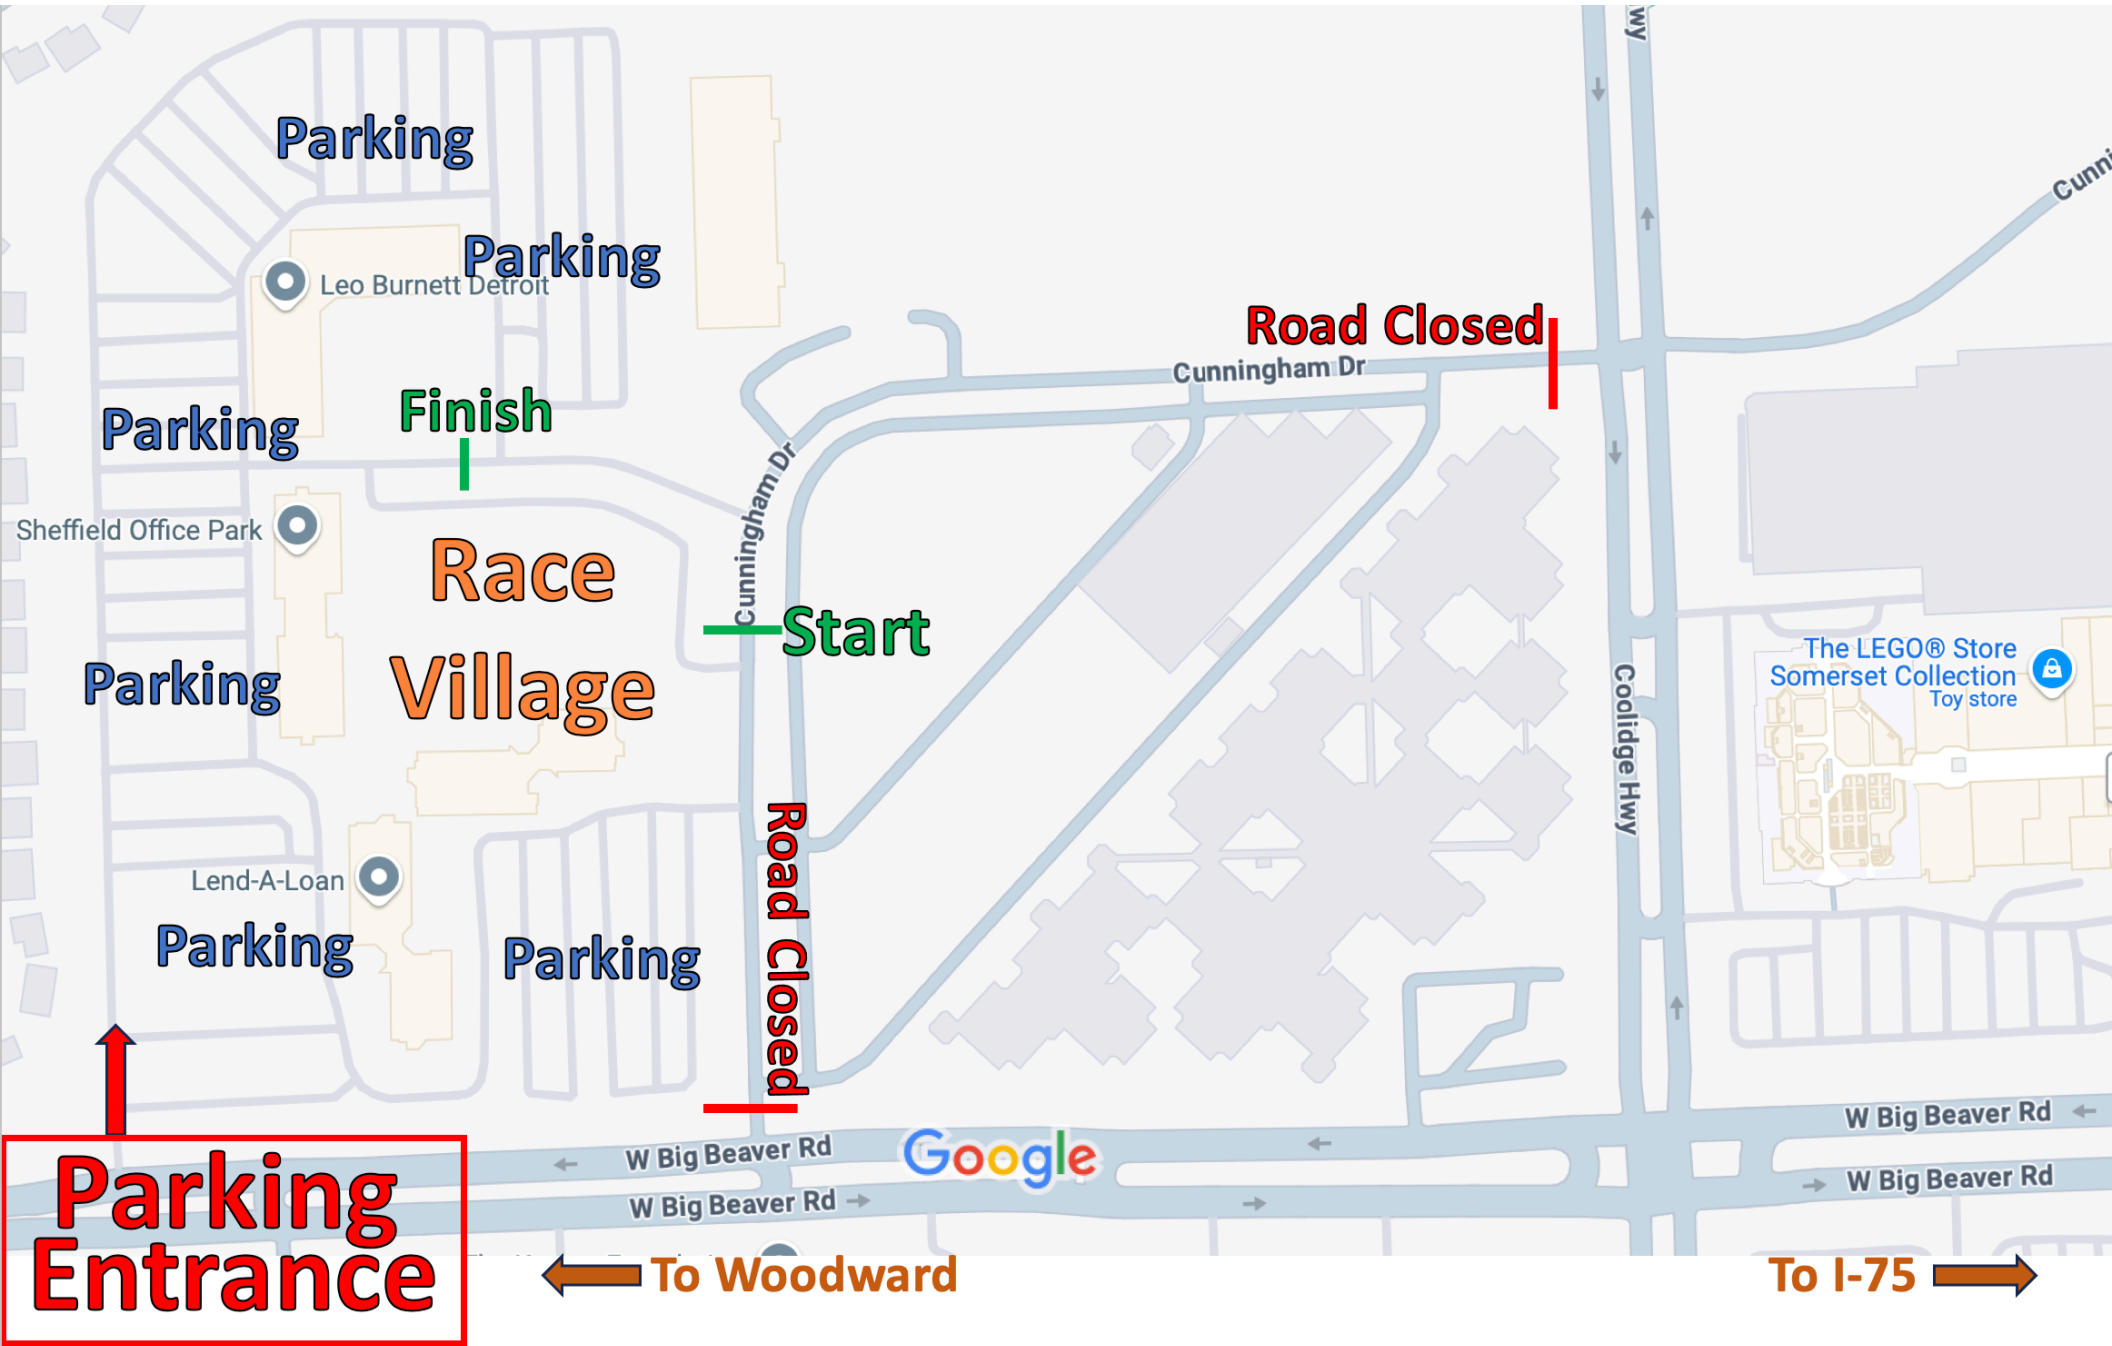 wy
Parking
Cunni
Parking
Leo Burnett Detroit
Road Closed
Cunningham Dr
Finish
Parking
Cunningham Dr
Sheffield Office Park
Race
Village
Start
The LEGO® Store
Somerset Collection
Toy store
Parking
Coolidge Hwy
Road Closed
Lend-A-Loan
Parking
Parking
W Big Beaver Rd
W Big Beaver Rd
Google
W Big Beaver Rd
W Big Beaver Rd
Parking
Entrance
To Woodward
To I-75